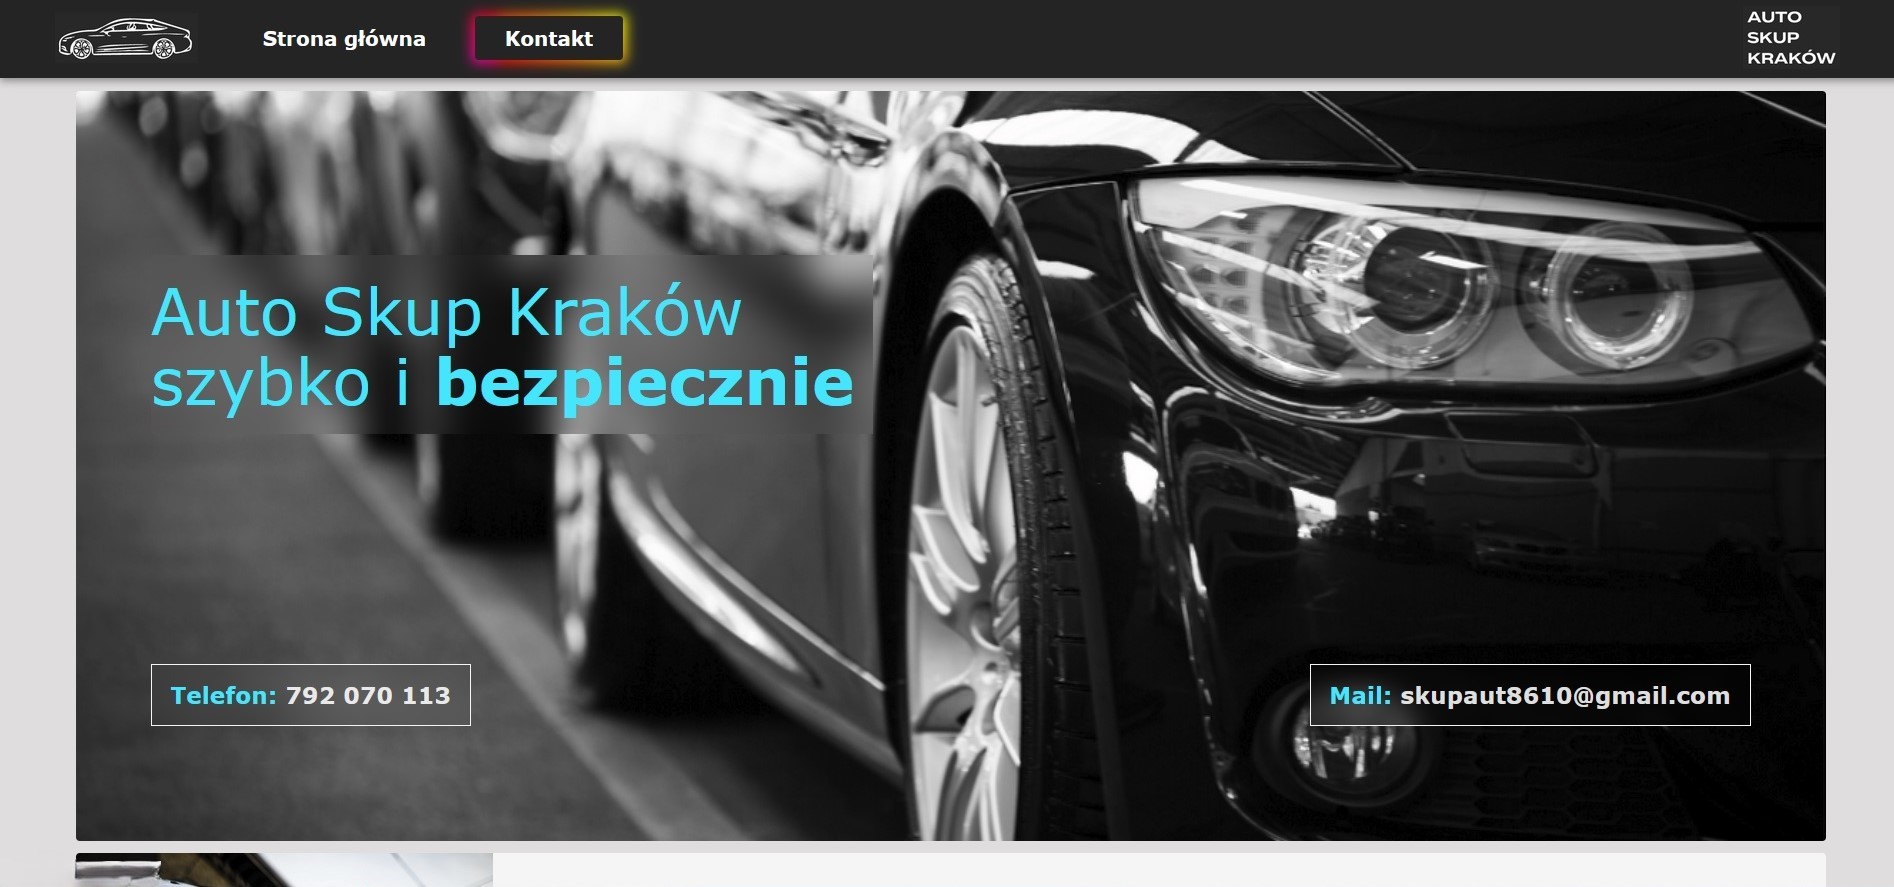 Strona główna
Kontakt
AUTO
SKUP
KRAKÓW
Auto Skup Kraków
szybko i bezpiecznie
Telefon: 792 070 113
Mail: skupaut8610@gmail.com